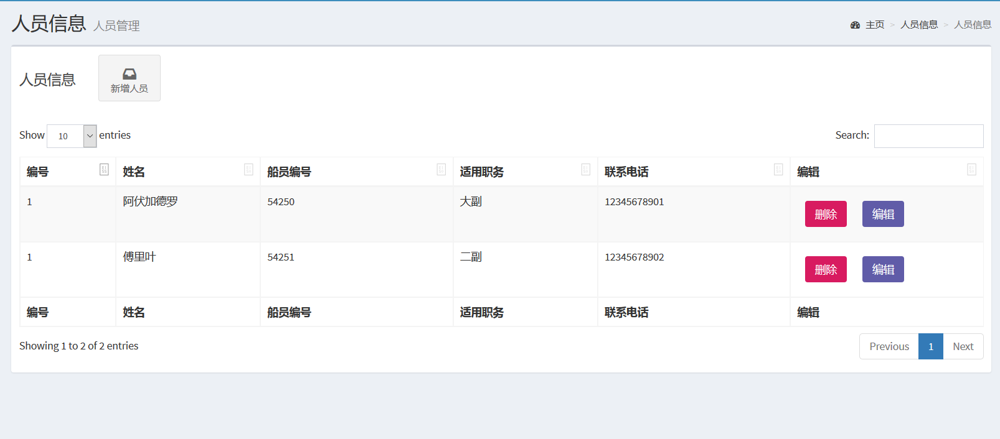 人员信息 人员管理
主页 > 人员信息 > 人员信息
人员信息
新增人员
Show 10 entries
Search:
编号 姓名 船员编号 适用职务 联系电话 编辑
1 阿伏加德罗 54250 大副 12345678901 删除 编辑
1 傅里叶 54251 二副 12345678902 删除 编辑
编号 姓名 船员编号 适用职务 联系电话 编辑
Showing 1 to 2 of 2 entries
Previous 1 Next